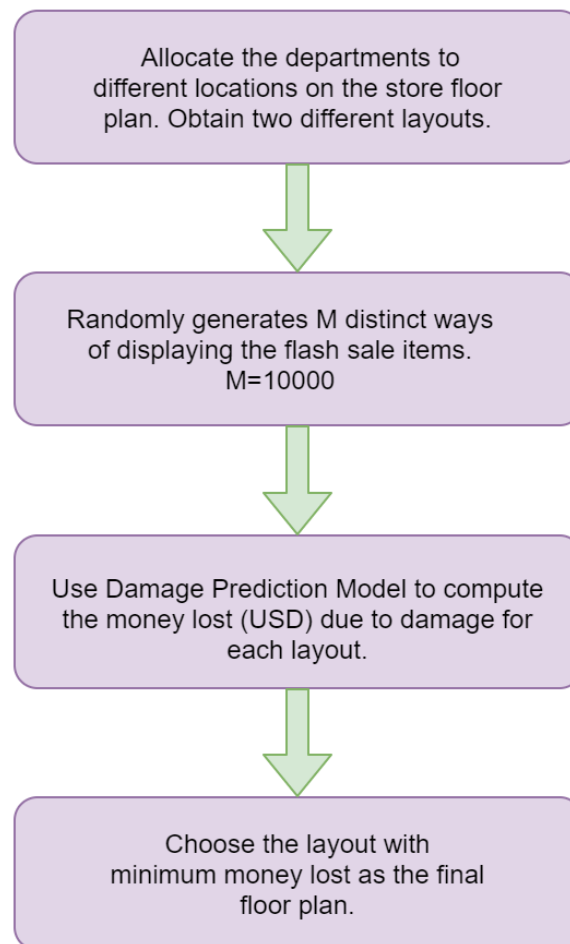 Allocate the departments to
different locations on the store floor
plan. Obtain two different layouts.
Randomly generates M distinct ways
of displaying the flash sale items.
M=10000
Use Damage Prediction Model to compute
the money lost (USD) due to damage for
each layout.
Choose the layout with
minimum money lost as the final
floor plan.